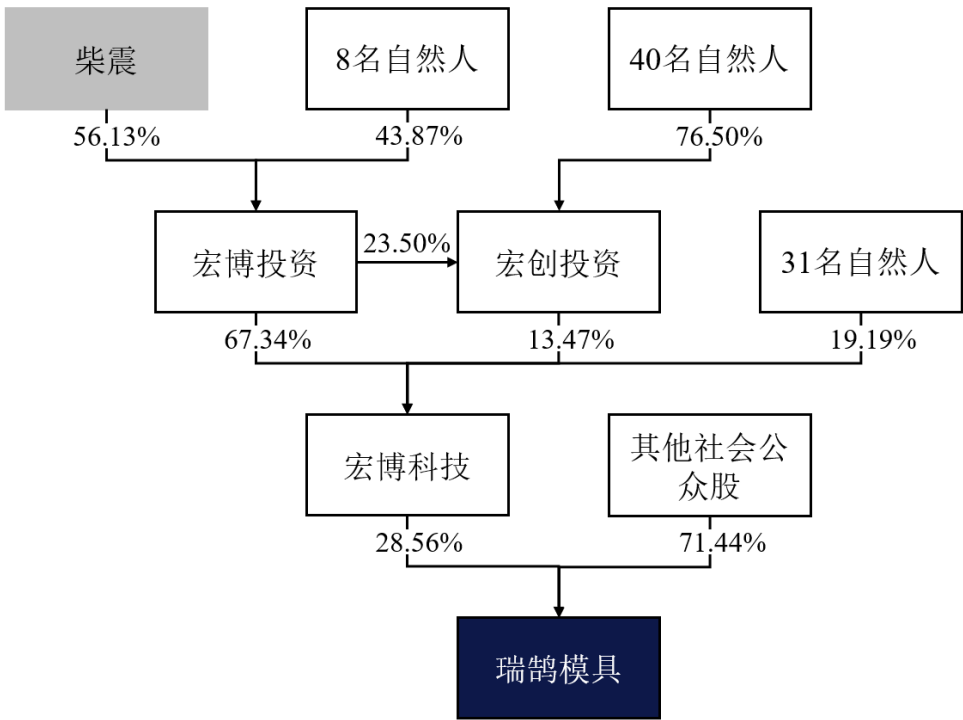 柴震
8名自然人
40名自然人
56.13%
43.87%
76.50%
宏博投资
23.50%
宏创投资
31名自然人
67.34%
13.47%
19.19%
宏博科技
其他社会公
众股
28.56%
71.44%
瑞鹄模具